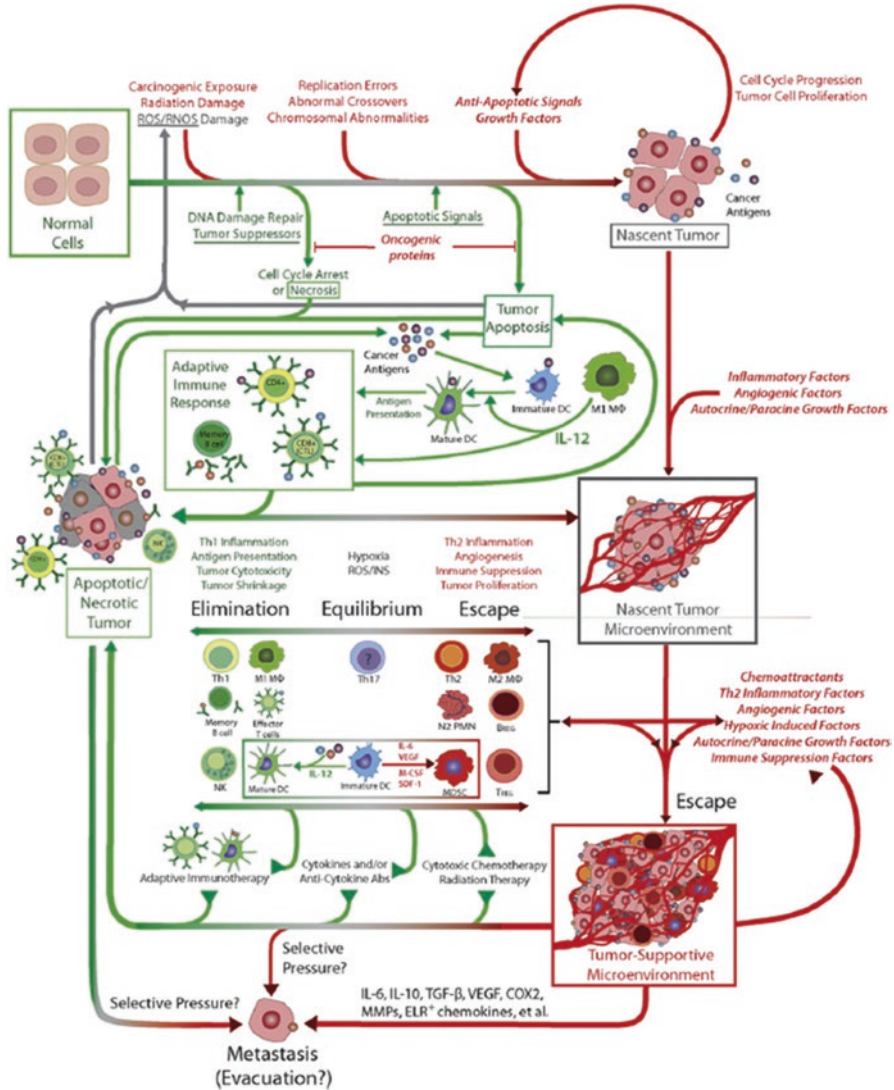 Carcinogenic Exposure
Radiation Damage
ROS/RNOS Damage
Replication Errors
Abnormal Crossovers
Chromosomal Abnormalities
Anti-Apoptotic Signals
Growth Factors
Cell Cycle Progression
Tumor Cell Proliferation
Normal
Cells
DNA Damage Repair
Tumor Suppressors
Apoptotic Signals
Cancer
Antigens
Nascent Tumor
Oncogenic
proteins
Cell Cycle Arrest
or Necrosis
Tumor
Apoptosis
Adaptive
Immune
Response
CD4+
Cancer
Antigens
Antigen
Presentation
Mature DC
Immature DC
M1 MΦ
IL-12
Memory
B cell
CD8+
(CTL)
Inflammatory Factors
Angiogenic Factors
Autocrine/Paracine Growth Factors
CD8+
(CTL)
CD4+
NK
Apoptotic/
Necrotic
Tumor
Th1 Inflammation
Antigen Presentation
Tumor Cytotoxicity
Tumor Shrinkage
Hypoxia
ROS/iNS
Th2 Inflammation
Angiogenesis
Immune Suppression
Tumor Proliferation
Nascent Tumor
Microenvironment
Elimination
Equilibrium
Escape
Th1
M1 MΦ
?
Th17
Th2
M2 MΦ
Memory
B cell
Effector
T cells
N2 PMN
Breg
NK
Mature DC
IL-12
Immature DC
IL-6
VEGF
M-CSF
SDF-1
MDSC
Treg
Chemoattractants
Th2 Inflammatory Factors
Angiogenic Factors
Hypoxic Induced Factors
Autocrine/Paracrine Growth Factors
Immune Suppression Factors
Escape
Adaptive Immunotherapy
Cytokines and/or
Anti-Cytokine Abs
Cytotoxic Chemotherapy
Radiation Therapy
Tumor-Supportive
Microenvironment
Selective
Pressure?
Selective Pressure?
IL-6, IL-10, TGF-β, VEGF, COX2,
MMPs, ELR⁺ chemokines, et al.
Metastasis
(Evacuation?)